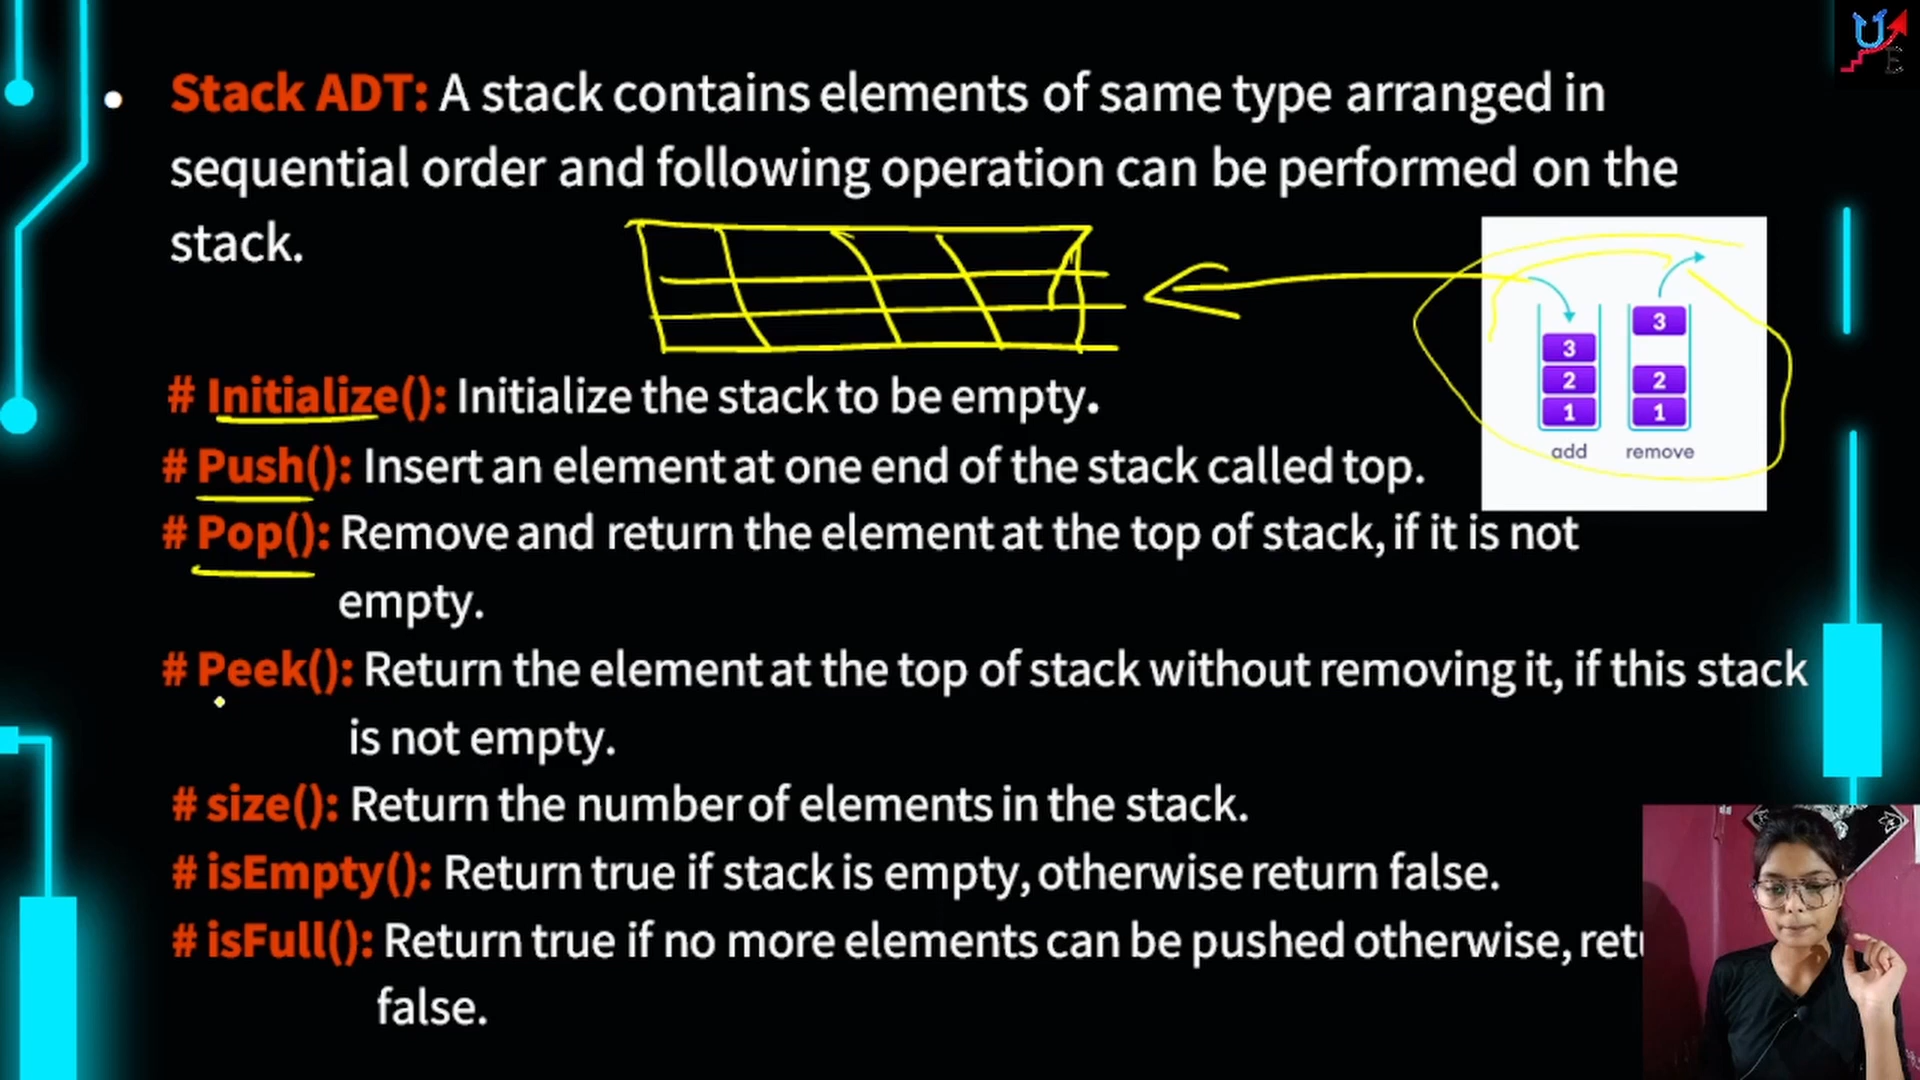 Stack ADT: A stack contains elements of same type arranged in
sequential order and following operation can be performed on the
stack.
# Initialize(): Initialize the stack to be empty.
# Push(): Insert an element at one end of the stack called top.
# Pop(): Remove and return the element at the top of stack, if it is not
empty.
# Peek(): Return the element at the top of stack without removing it, if this stack
is not empty.
# size(): Return the number of elements in the stack.
# isEmpty(): Return true if stack is empty, otherwise return false.
# isFull(): Return true if no more elements can be pushed otherwise,
false.
3
2
1
add
3
2
1
remove
U
E